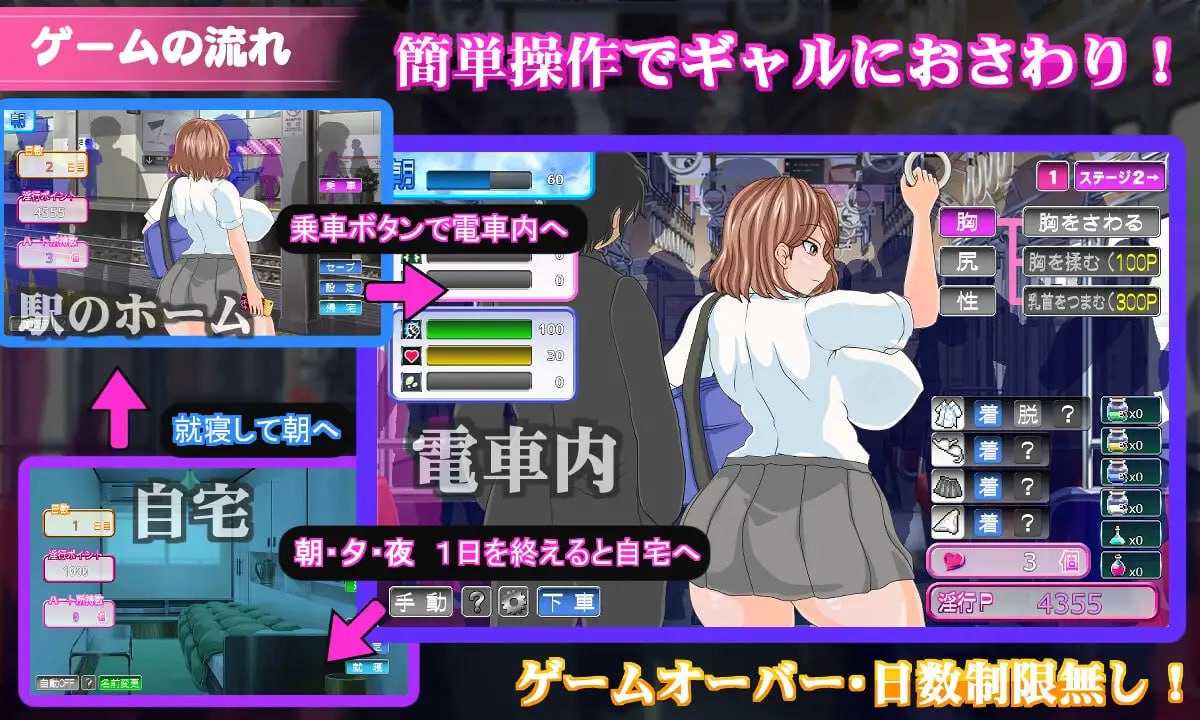 ゲームの流れ
簡単操作でギャルにおさわり！
朝
日数
2 日目
淫行ポイント
4355
3 個
乗 車
セーブ
設 定
帰 宅
駅のホーム
乗車ボタンで電車内へ
朝
60
0
0
100
30
0
1
ステージ2→
胸
胸をさわる
尻
胸を揉む(100P
性
乳首をつまむ(300P
電車内
着 脱 ？
着 ？
着 ？
着 ？
x0
x0
x0
x0
x0
x0
3 個
淫行P 4355
手 動
?
下 車
就寝して朝へ
自宅
日数
1 日目
淫行ポイント
1000
ハート所持数
0 個
自動OFF
?
名前変更
就 寝
朝・夕・夜 1日を終えると自宅へ
ゲームオーバー・日数制限無し！